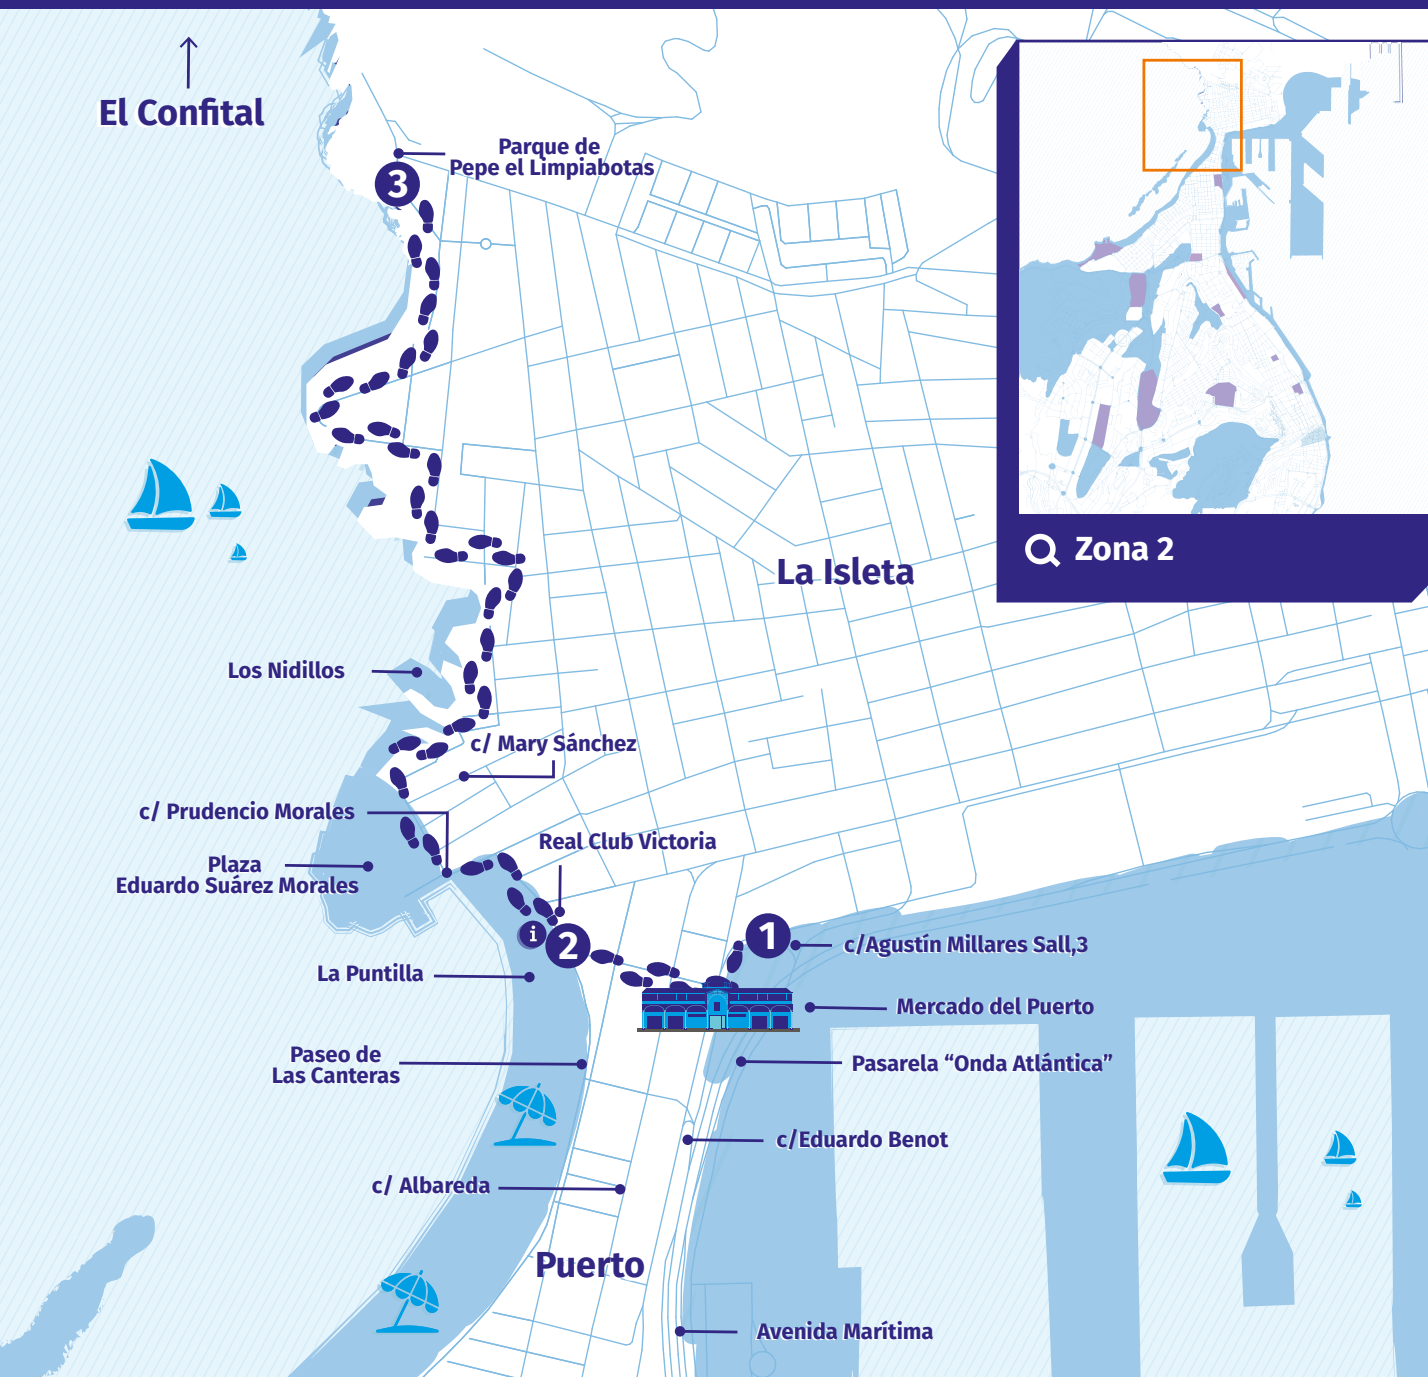 El Confital
Parque de
Pepe el Limpiabotas
3
Zona 2
La Isleta
Los Nidillos
c/ Mary Sánchez
c/ Prudencio Morales
Real Club Victoria
Plaza
Eduardo Suárez Morales
i
2
1
c/Agustín Millares Sall,3
La Puntilla
Mercado del Puerto
Paseo de
Las Canteras
Pasarela “Onda Atlántica”
c/Eduardo Benot
c/ Albareda
Puerto
Avenida Marítima